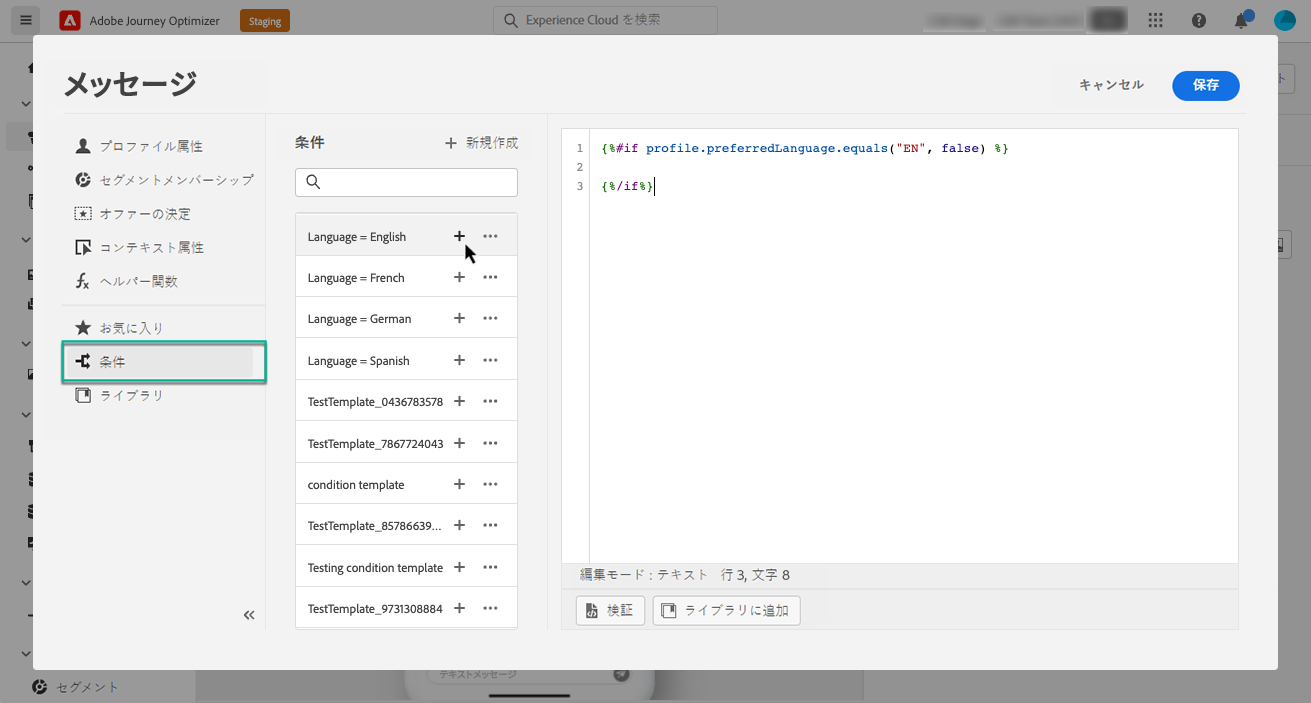 Adobe Journey Optimizer
Staging
Experience Cloud を検索
メッセージ
キャンセル
保存
プロファイル属性
セグメントメンバーシップ
オファーの決定
コンテキスト属性
ヘルパー関数
お気に入り
条件
ライブラリ
条件
新規作成
Language = English
Language = French
Language = German
Language = Spanish
TestTemplate_0436783578
TestTemplate_7867724043
condition template
TestTemplate_85786639...
Testing condition template
TestTemplate_9731308884
1 {%#if profile.preferredLanguage.equals("EN", false) %}
2
3 {%/if%}
編集モード : テキスト 行 3, 文字 8
検証
ライブラリに追加
テキストメッセージ
セグメント